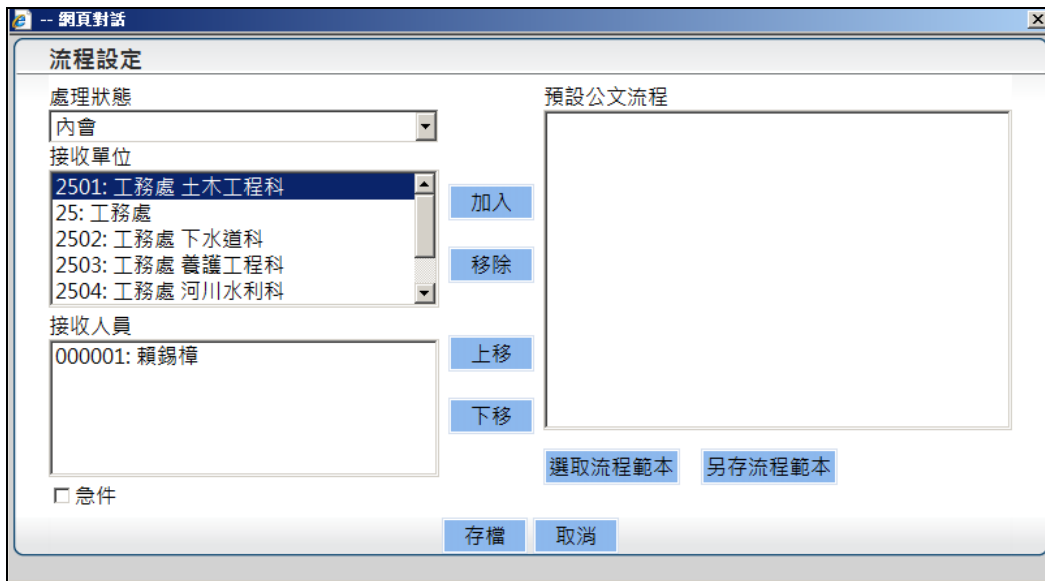 -- 網頁對話
流程設定
處理狀態
內會
接收單位
2501: 工務處 土木工程科
25: 工務處
2502: 工務處 下水道科
2503: 工務處 養護工程科
2504: 工務處 河川水利科
接收人員
000001: 賴錫樟
急件
加入
移除
上移
下移
預設公文流程
選取流程範本 另存流程範本
存檔 取消